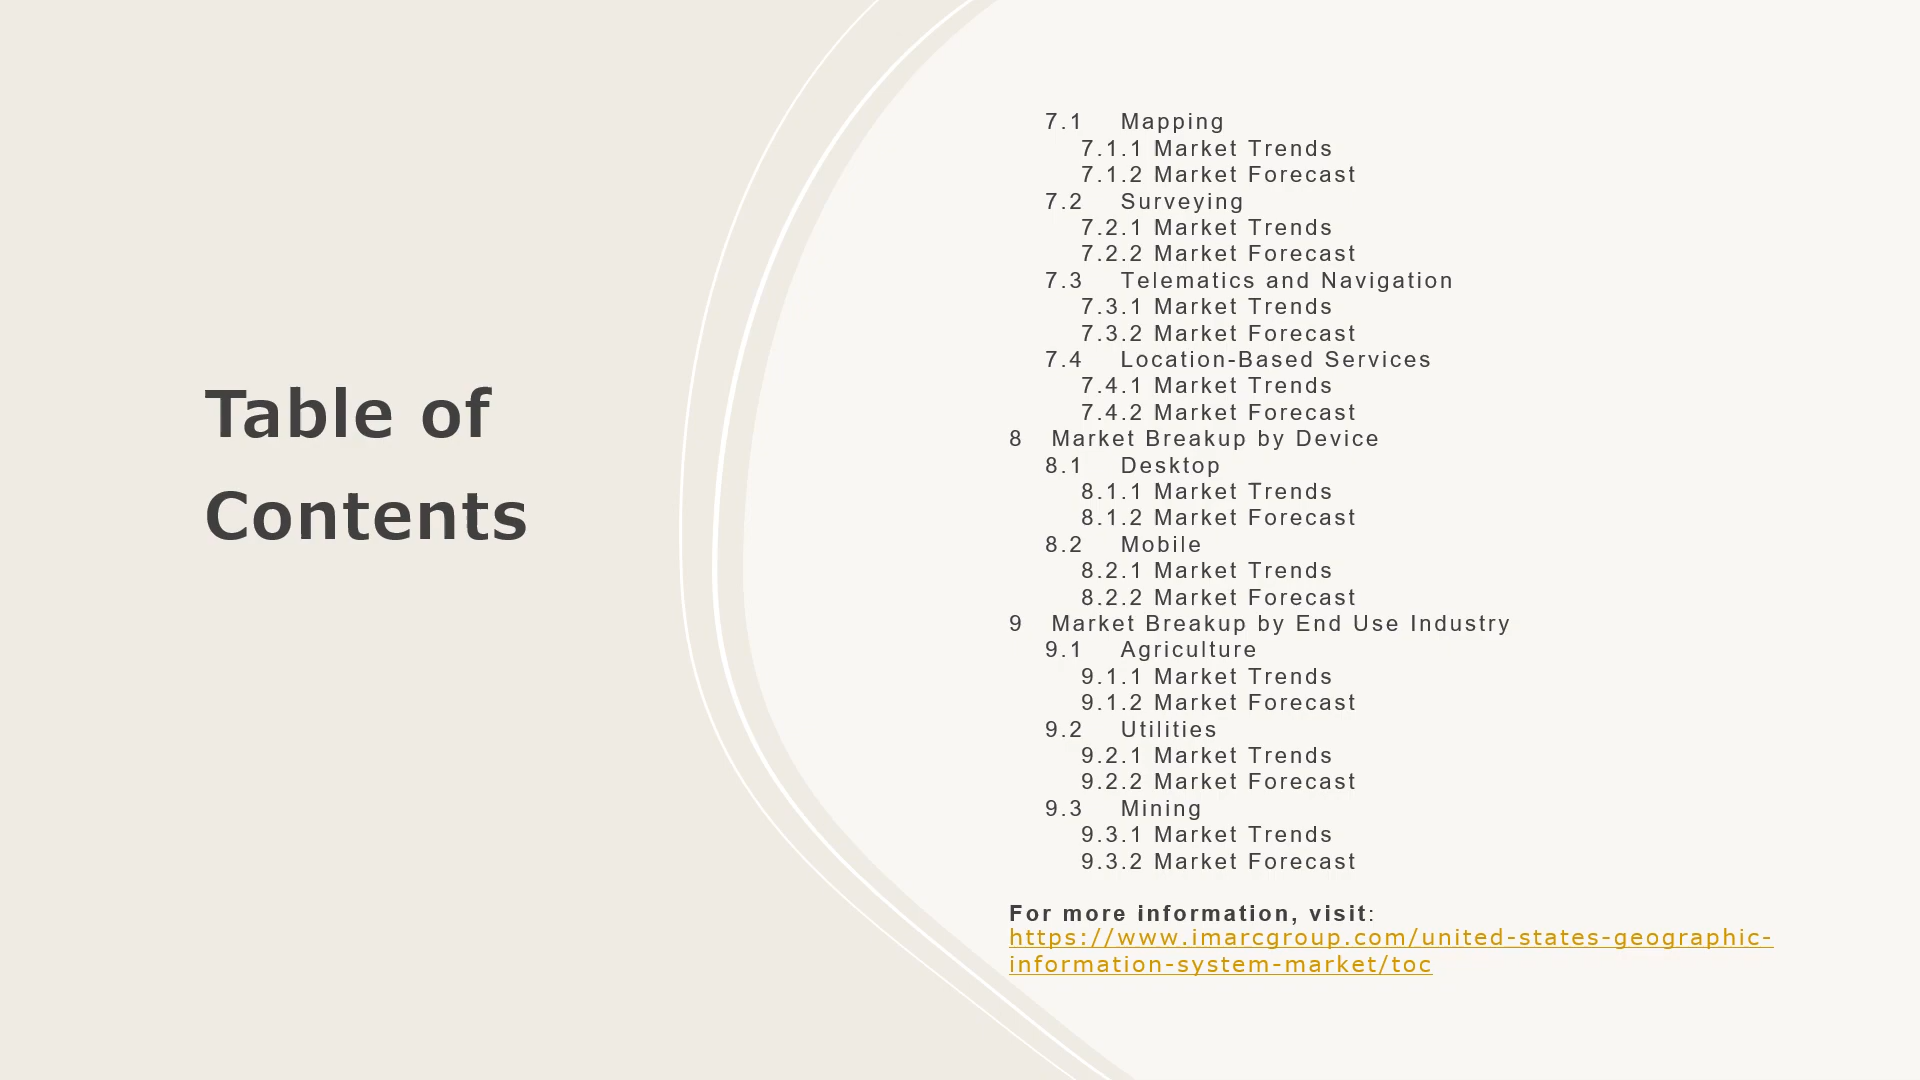 Table of
Contents
7.1 Mapping
7.1.1 Market Trends
7.1.2 Market Forecast
7.2 Surveying
7.2.1 Market Trends
7.2.2 Market Forecast
7.3 Telematics and Navigation
7.3.1 Market Trends
7.3.2 Market Forecast
7.4 Location-Based Services
7.4.1 Market Trends
7.4.2 Market Forecast
8 Market Breakup by Device
8.1 Desktop
8.1.1 Market Trends
8.1.2 Market Forecast
8.2 Mobile
8.2.1 Market Trends
8.2.2 Market Forecast
9 Market Breakup by End Use Industry
9.1 Agriculture
9.1.1 Market Trends
9.1.2 Market Forecast
9.2 Utilities
9.2.1 Market Trends
9.2.2 Market Forecast
9.3 Mining
9.3.1 Market Trends
9.3.2 Market Forecast
For more information, visit:
https://www.imarcgroup.com/united-states-geographic-
information-system-market/toc